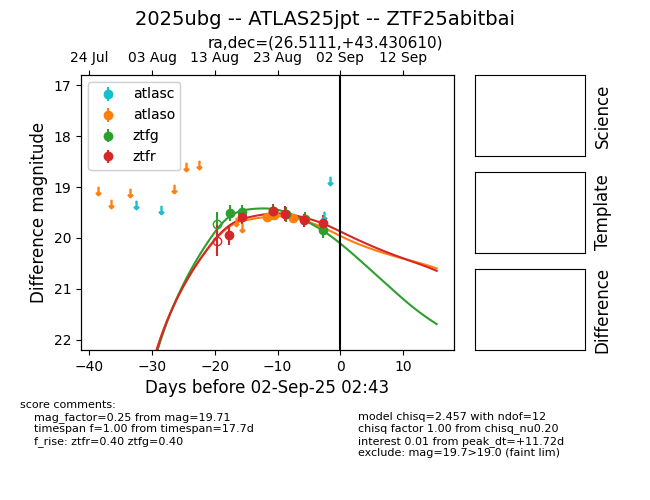 2025ubg -- ATLAS25jpt -- ZTF25abitbai
ra,dec=(26.5111,+43.430610)
24 Jul 03 Aug 13 Aug 23 Aug 02 Sep 12 Sep
atlasc
atlaso
ztfg
ztfr
17
18
19
20
21
22
Difference magnitude
−40 −30 −20 −10 0 10
Days before 02-Sep-25 02:43
Science
Template
Difference
score comments:
mag_factor=0.25 from mag=19.71
timespan f=1.00 from timespan=17.7d
f_rise: ztfr=0.40 ztfg=0.40
model chisq=2.457 with ndof=12
chisq factor 1.00 from chisq_nu0.20
interest 0.01 from peak_dt=+11.72d
exclude: mag=19.7>19.0 (faint lim)